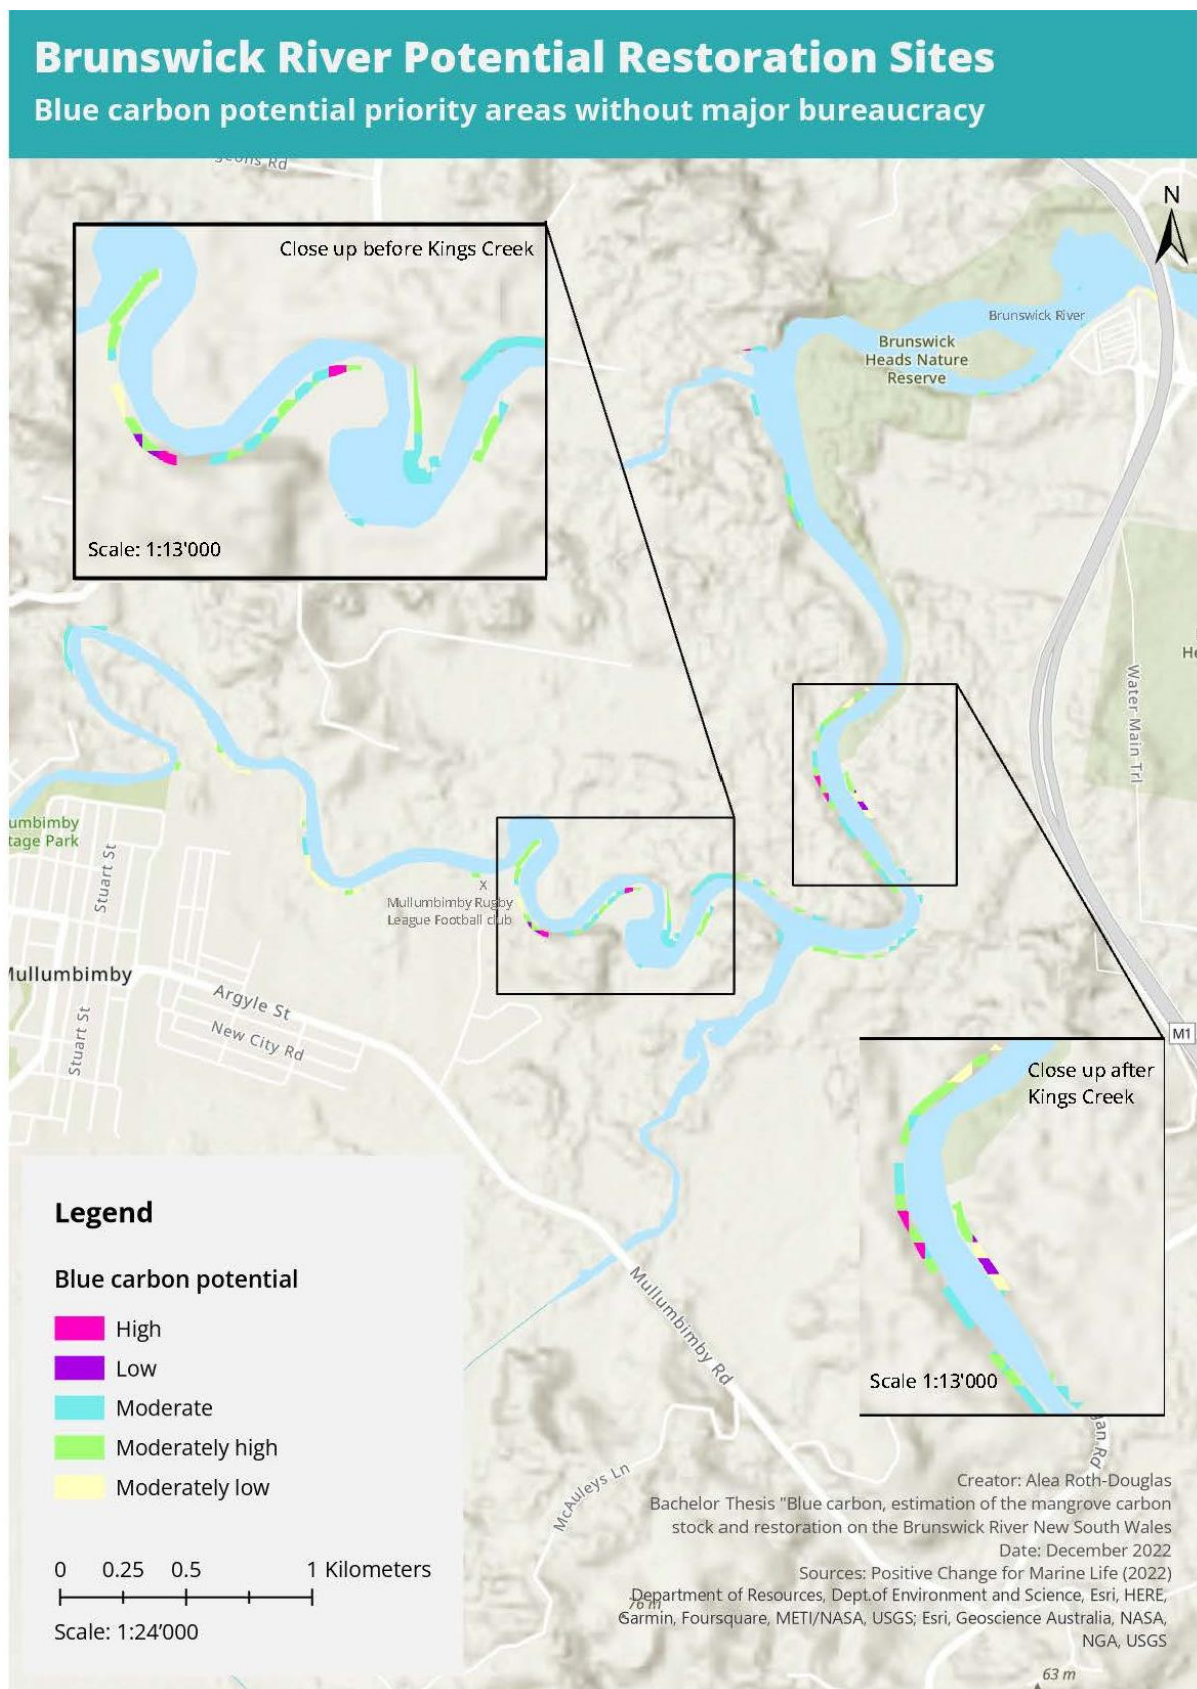 Brunswick River Potential Restoration Sites
Blue carbon potential priority areas without major bureaucracy
Rd
N
Close up before Kings Creek
Scale: 1:13'000
Brunswick River
Brunswick
Heads Nature
Reserve
Water Main Trl
Stuart St
Mullumbimby Rugby
League Football club
X
Mullumbimby
Argyle St
New City Rd
Stuart St
M1
Close up after
Kings Creek
Scale 1:13'000
Mullumbimby Rd
McAuleys Ln
Legend
Blue carbon potential
High
Low
Moderate
Moderately high
Moderately low
0 0.25 0.5 1 Kilometers
Scale: 1:24'000
Creator: Alea Roth-Douglas
Bachelor Thesis "Blue carbon, estimation of the mangrove carbon
stock and restoration on the Brunswick River New South Wales
Date: December 2022
Sources: Positive Change for Marine Life (2022)
Department of Resources, Dept.of Environment and Science, Esri, HERE,
Garmin, Foursquare, METI/NASA, USGS; Esri, Geoscience Australia, NASA,
NGA, USGS
76 m
63 m